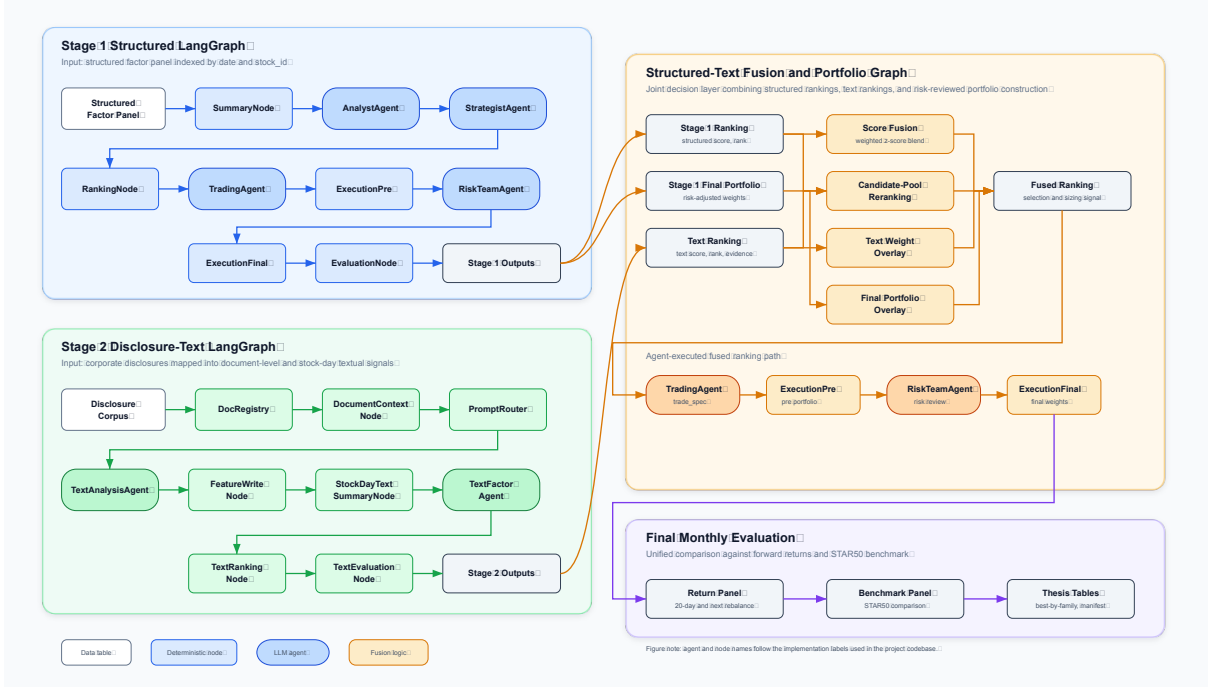 Stage 1 Structured LangGraph
Input: structured factor panel indexed by date and stock_id
Structured
Factor Panel
SummaryNode
AnalystAgent
StrategistAgent
RankingNode
TradingAgent
ExecutionPre
RiskTeamAgent
ExecutionFinal
EvaluationNode
Stage 1 Outputs
Stage 2 Disclosure-Text LangGraph
Input: corporate disclosures mapped into document-level and stock-day textual signals
Disclosure
Corpus
DocRegistry
DocumentContext
Node
PromptRouter
TextAnalysisAgent
FeatureWrite
Node
StockDayText
SummaryNode
TextFactor
Agent
TextRanking
Node
TextEvaluation
Node
Stage 2 Outputs
Data table
Deterministic node
LLM agent
Fusion logic
Structured-Text Fusion and Portfolio Graph
Joint decision layer combining structured rankings, text rankings, and risk-reviewed portfolio construction
Stage 1 Ranking
structured score, rank
Score Fusion
weighted z-score blend
Stage 1 Final Portfolio
risk-adjusted weights
Candidate-Pool
Reranking
Fused Ranking
selection and sizing signal
Text Ranking
text score, rank, evidence
Text Weight
Overlay
Final Portfolio
Overlay
Agent-executed fused ranking path
TradingAgent
trade_spec
ExecutionPre
pre portfolio
RiskTeamAgent
risk review
ExecutionFinal
final weights
Final Monthly Evaluation
Unified comparison against forward returns and STAR50 benchmark
Return Panel
20-day and next rebalance
Benchmark Panel
STAR50 comparison
Thesis Tables
best-by-family, manifest
Figure note: agent and node names follow the implementation labels used in the project codebase.